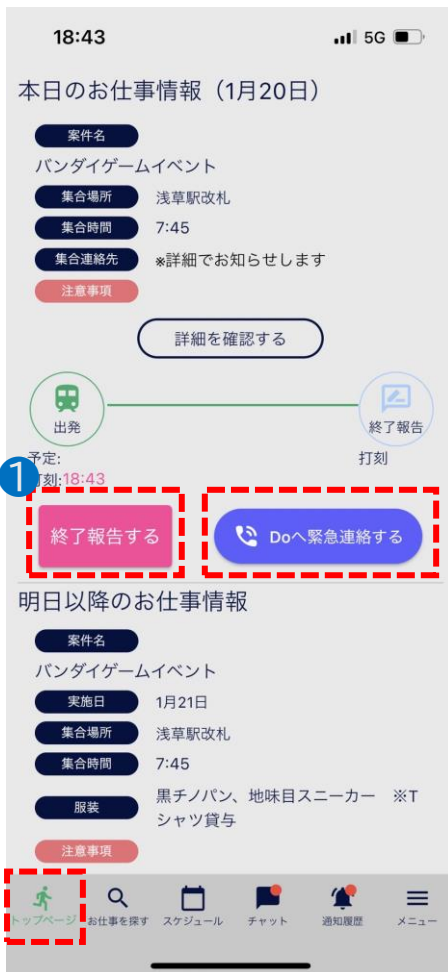 18:43
5G
本日のお仕事情報（1月20日）
案件名
バンダイゲームイベント
集合場所 浅草駅改札
集合時間 7:45
集合連絡先 ※詳細でお知らせします
注意事項
詳細を確認する
出発
終了報告
予定:
打刻
打刻:18:43
1
終了報告する
Doへ緊急連絡する
明日以降のお仕事情報
案件名
バンダイゲームイベント
実施日 1月21日
集合場所 浅草駅改札
集合時間 7:45
服装 黒チノパン、地味目スニーカー ※T
シャツ貸与
注意事項
トップページ お仕事を探す スケジュール チャット 通知履歴 メニュー